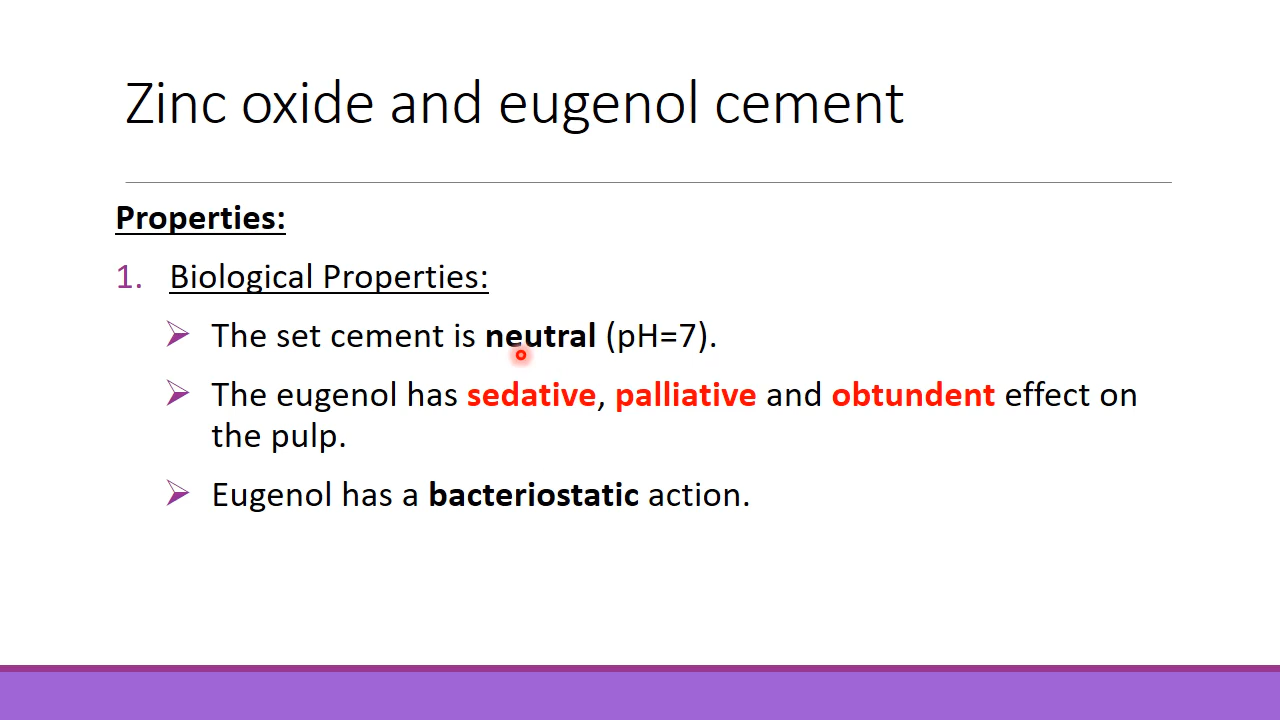 Zinc oxide and eugenol cement
Properties:
1. Biological Properties:
The set cement is neutral (pH=7).
The eugenol has sedative, palliative and obtundent effect on
the pulp.
Eugenol has a bacteriostatic action.